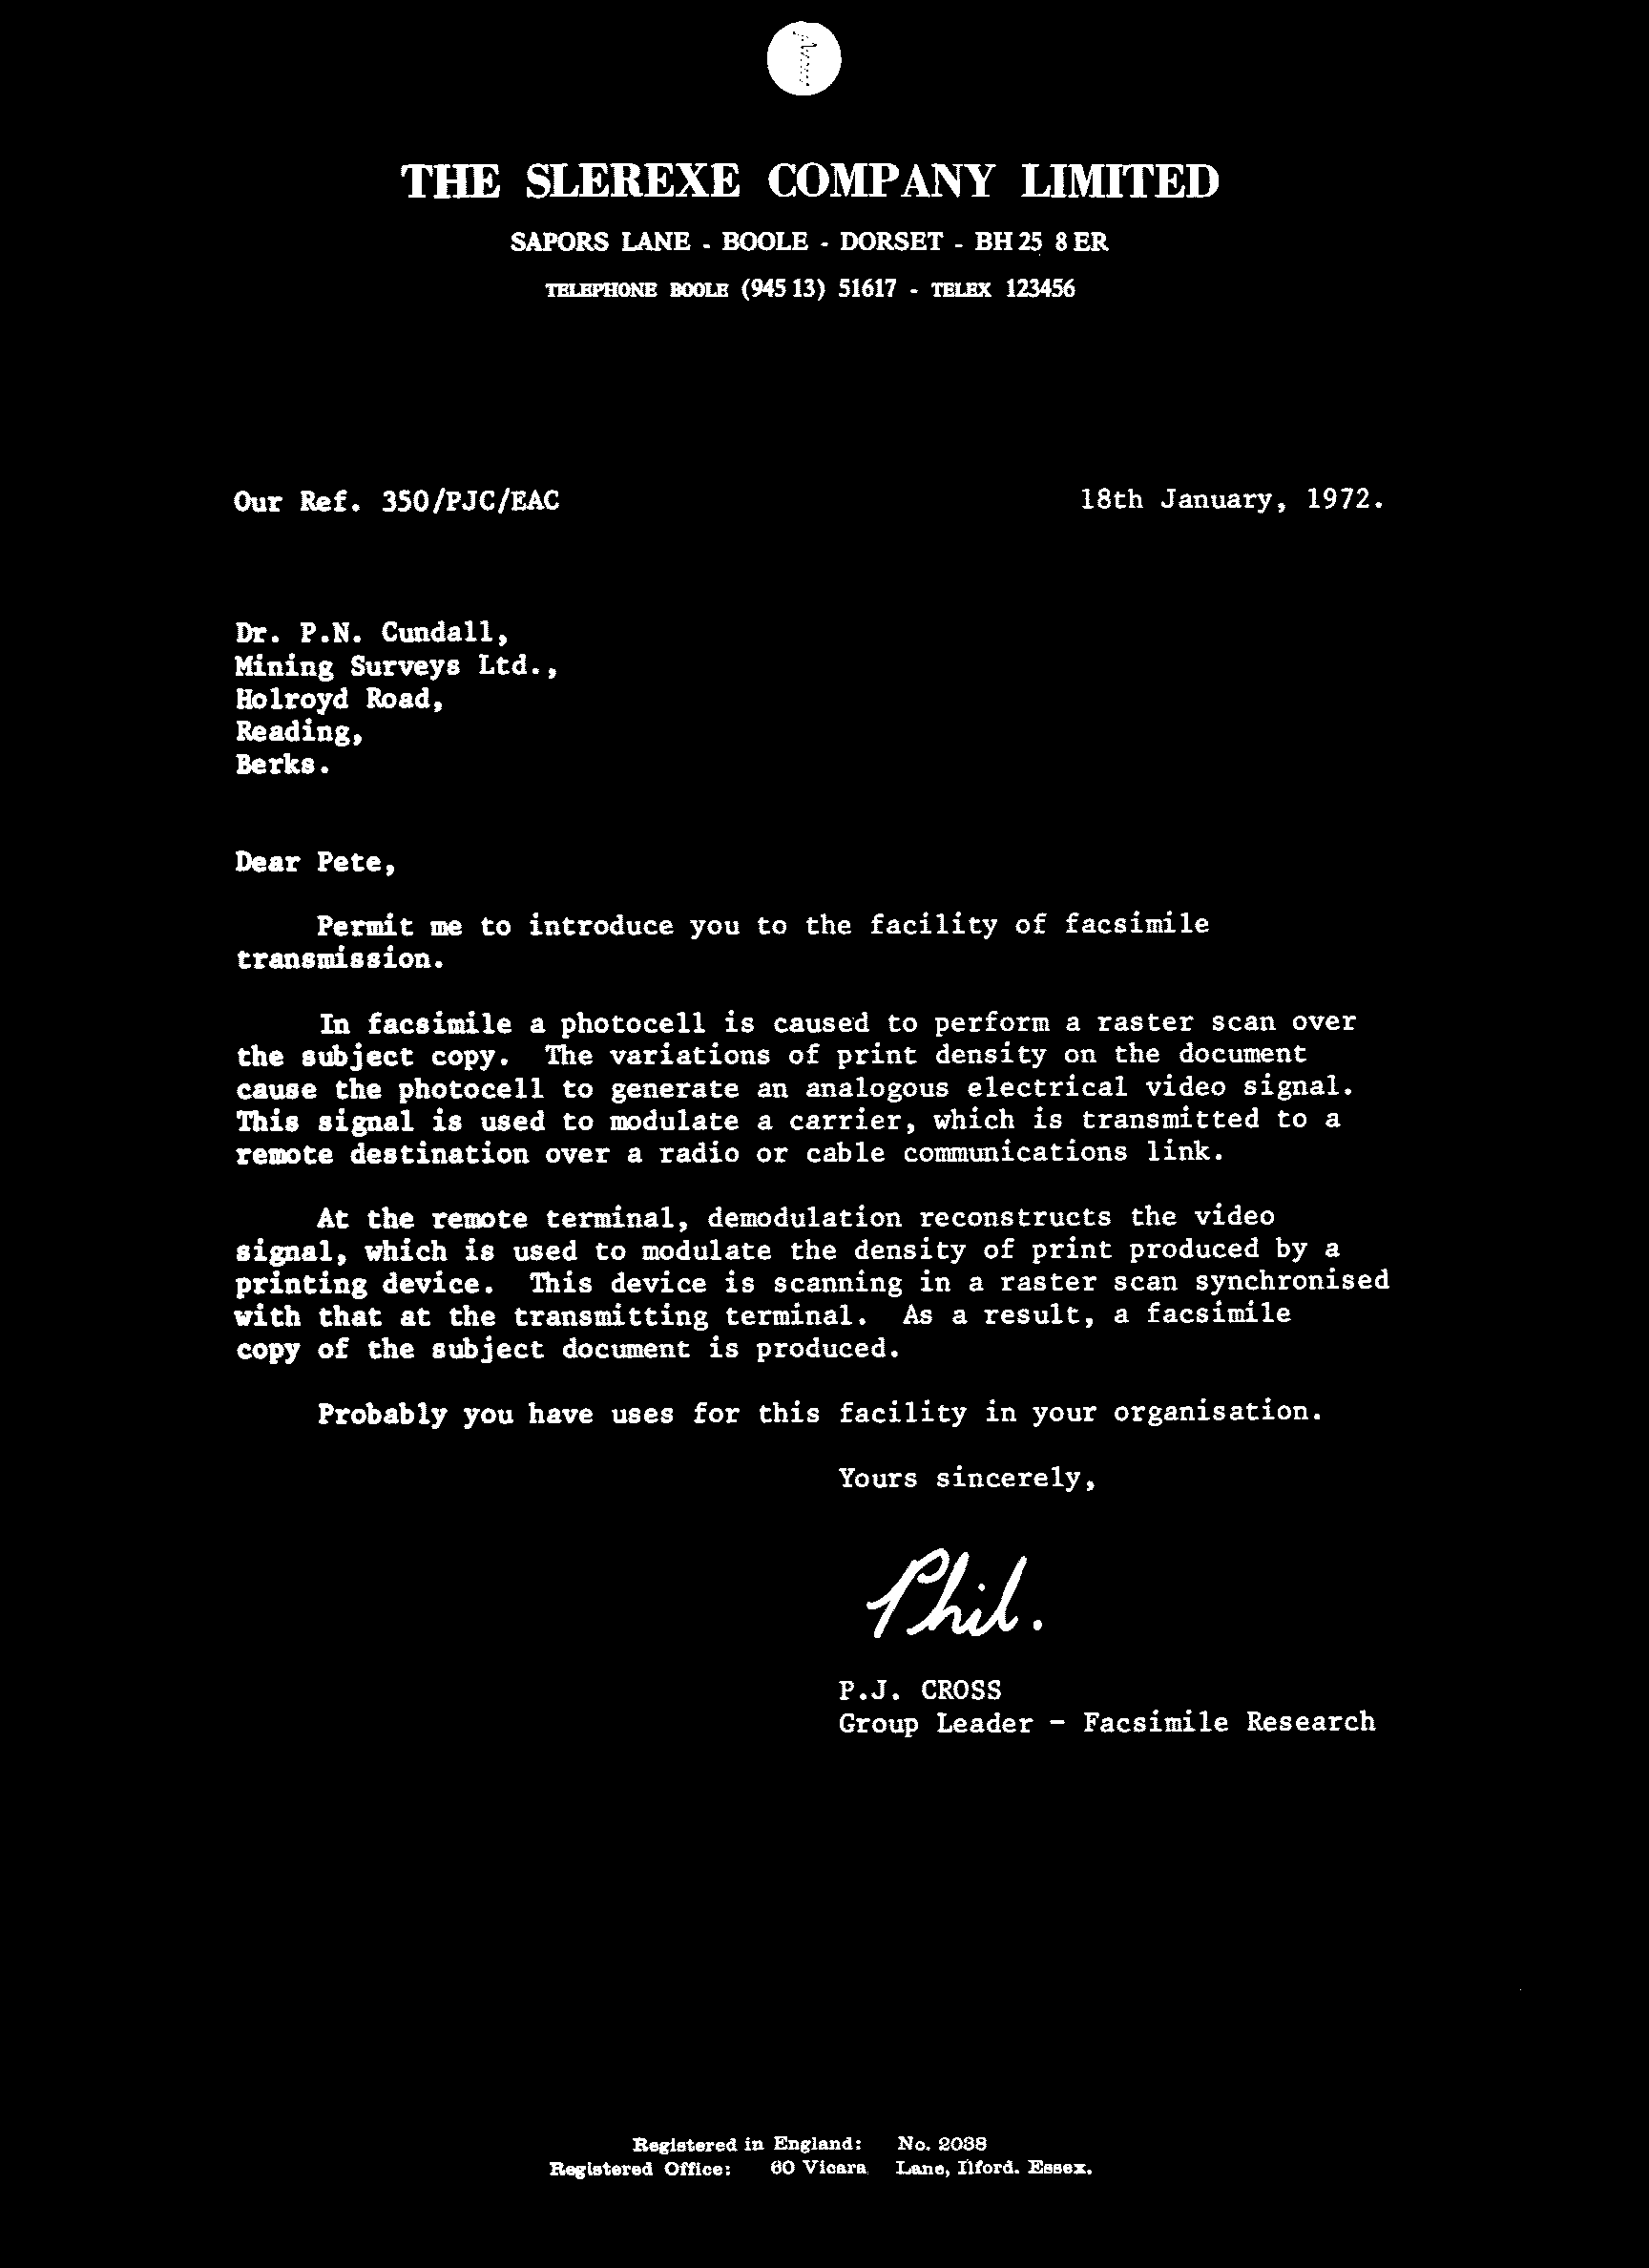 THE SLEREXE COMPANY LIMITED
SAPORS LANE - BOOLE - DORSET - BH 25 8 ER
TELEPHONE BOOLE (945 13) 51617 - TELEX 123456
Our Ref. 350/PJC/EAC 18th January, 1972.
Dr. P.N. Cundall,
Mining Surveys Ltd.,
Holroyd Road,
Reading,
Berks.
Dear Pete,
Permit me to introduce you to the facility of facsimile
transmission.
In facsimile a photocell is caused to perform a raster scan over
the subject copy. The variations of print density on the document
cause the photocell to generate an analogous electrical video signal.
This signal is used to modulate a carrier, which is transmitted to a
remote destination over a radio or cable communications link.
At the remote terminal, demodulation reconstructs the video
signal, which is used to modulate the density of print produced by a
printing device. This device is scanning in a raster scan synchronised
with that at the transmitting terminal. As a result, a facsimile
copy of the subject document is produced.
Probably you have uses for this facility in your organisation.
Yours sincerely,
Phil.
P.J. CROSS
Group Leader - Facsimile Research
Registered in England: No. 2038
Registered Office: 60 Vicara Lane, Ilford. Essex.